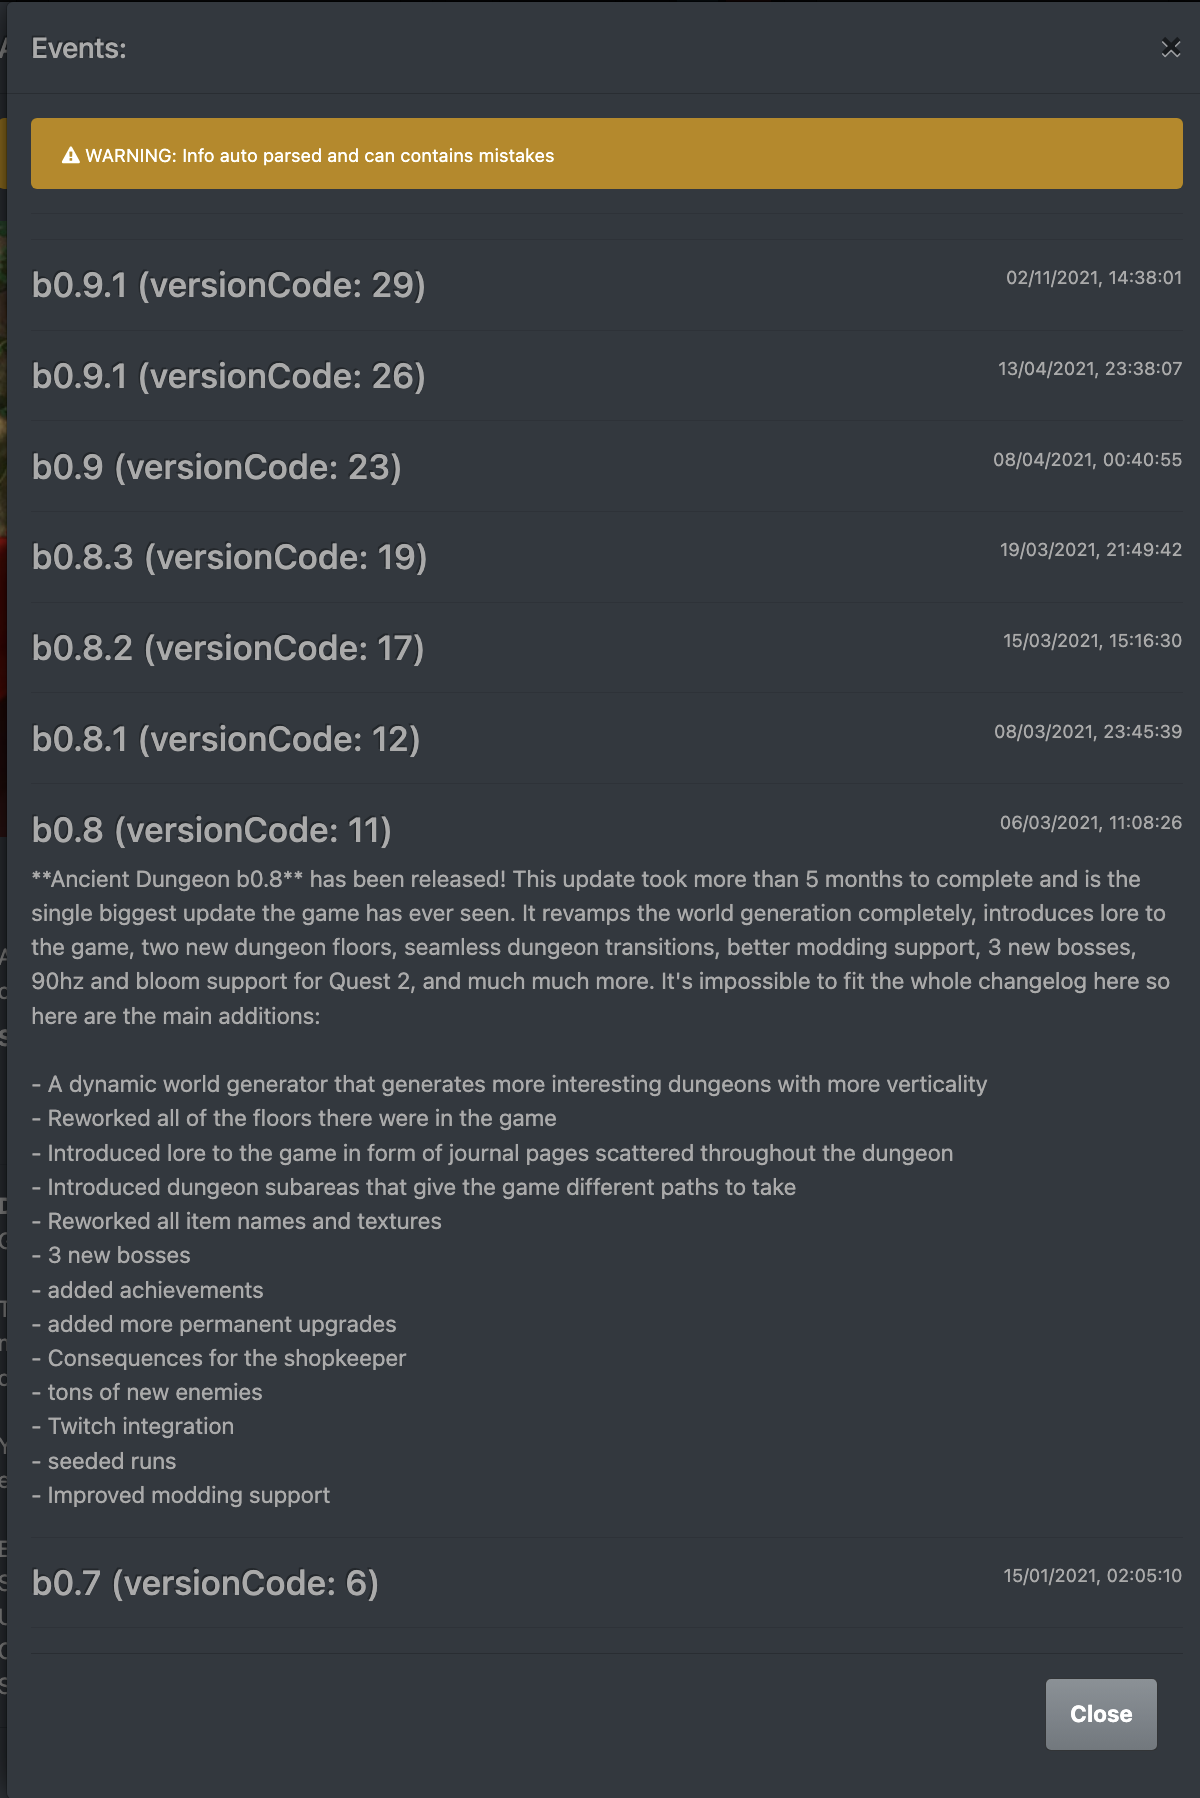 Events:
WARNING: Info auto parsed and can contains mistakes
b0.9.1 (versionCode: 29)
02/11/2021, 14:38:01
b0.9.1 (versionCode: 26)
13/04/2021, 23:38:07
b0.9 (versionCode: 23)
08/04/2021, 00:40:55
b0.8.3 (versionCode: 19)
19/03/2021, 21:49:42
b0.8.2 (versionCode: 17)
15/03/2021, 15:16:30
b0.8.1 (versionCode: 12)
08/03/2021, 23:45:39
b0.8 (versionCode: 11)
06/03/2021, 11:08:26
**Ancient Dungeon b0.8** has been released! This update took more than 5 months to complete and is the
single biggest update the game has ever seen. It revamps the world generation completely, introduces lore to
the game, two new dungeon floors, seamless dungeon transitions, better modding support, 3 new bosses,
90hz and bloom support for Quest 2, and much much more. It's impossible to fit the whole changelog here so
here are the main additions:
- A dynamic world generator that generates more interesting dungeons with more verticality
- Reworked all of the floors there were in the game
- Introduced lore to the game in form of journal pages scattered throughout the dungeon
- Introduced dungeon subareas that give the game different paths to take
- Reworked all item names and textures
- 3 new bosses
- added achievements
- added more permanent upgrades
- Consequences for the shopkeeper
- tons of new enemies
- Twitch integration
- seeded runs
- Improved modding support
b0.7 (versionCode: 6)
15/01/2021, 02:05:10
Close